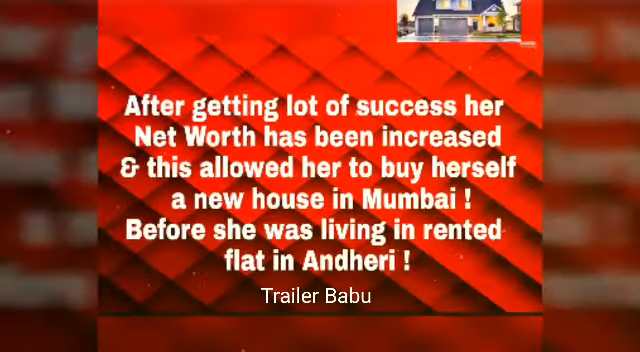 After getting lot of success her
Net Worth has been increased
& this allowed her to buy herself
a new house in Mumbai !
Before she was living in rented
flat in Andheri !
Trailer Babu